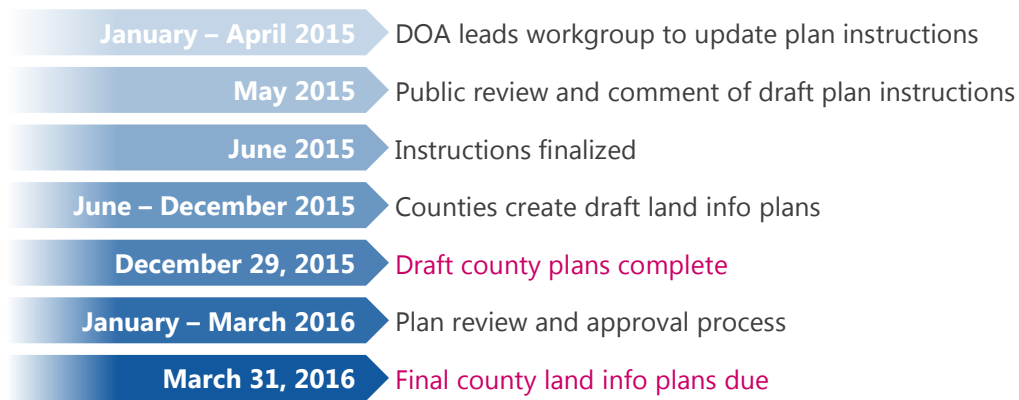 January – April 2015 DOA leads workgroup to update plan instructions
May 2015 Public review and comment of draft plan instructions
June 2015 Instructions finalized
June – December 2015 Counties create draft land info plans
December 29, 2015 Draft county plans complete
January – March 2016 Plan review and approval process
March 31, 2016 Final county land info plans due